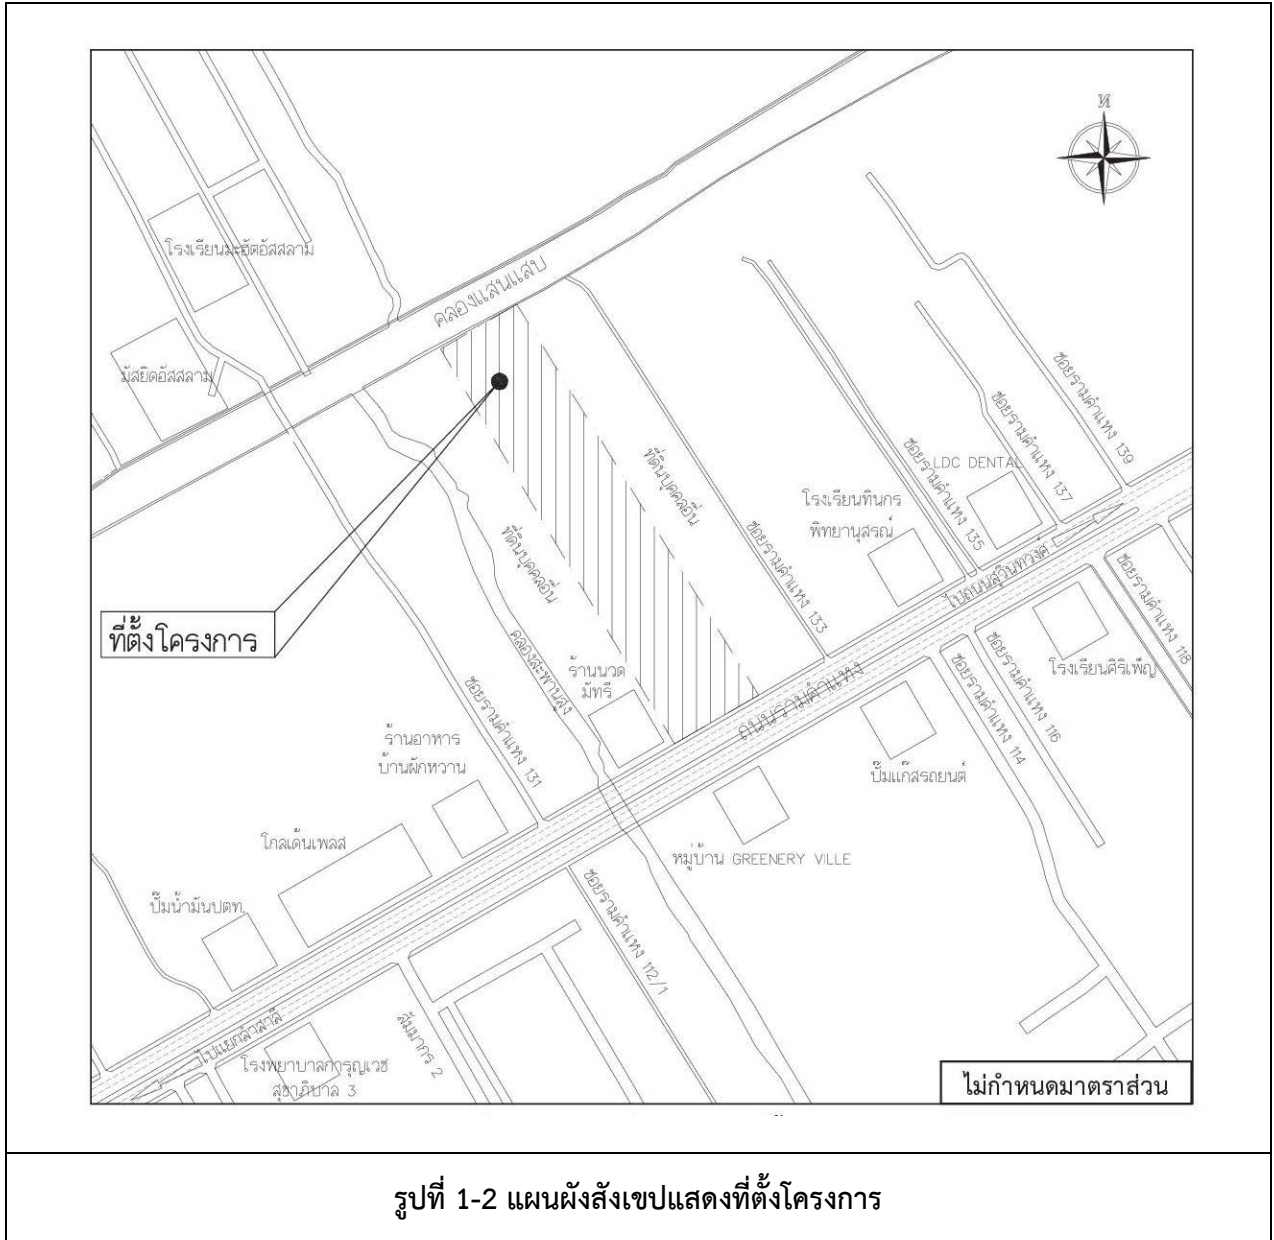 น
คลองแสนแสบ
โรงเรียนมะฮัดอัสสลาม
มัสยิดอัสสลาม
ที่ตั้งโครงการ
ที่ดินบุคคลอื่น
ที่ดินบุคคลอื่น
คลองสะพานสูง
ซอยรามคำแหง 131
ซอยรามคำแหง 133
ซอยรามคำแหง 135
ซอยรามคำแหง 137
ซอยรามคำแหง 139
LDC DENTAL
โรงเรียนทินกร
พิทยานุสรณ์
ไปถนนสุวินทวงศ์
ถนนรามคำแหง
ร้านนวด
มัทรี
ร้านอาหาร
บ้านผักหวาน
โกลเด้นเพลส
ปั๊มน้ำมันปตท.
ไปแยกลำสาลี
โรงพยาบาลการุญเวช
สุขาภิบาล 3
สัมมากร 2
ซอยรามคำแหง 112/1
หมู่บ้าน GREENERY VILLE
ปั๊มแก๊สรถยนต์
ซอยรามคำแหง 114
ซอยรามคำแหง 116
ซอยรามคำแหง 118
โรงเรียนศิริเพ็ญ
ไม่กำหนดมาตราส่วน
รูปที่ 1-2 แผนผังสังเขปแสดงที่ตั้งโครงการ